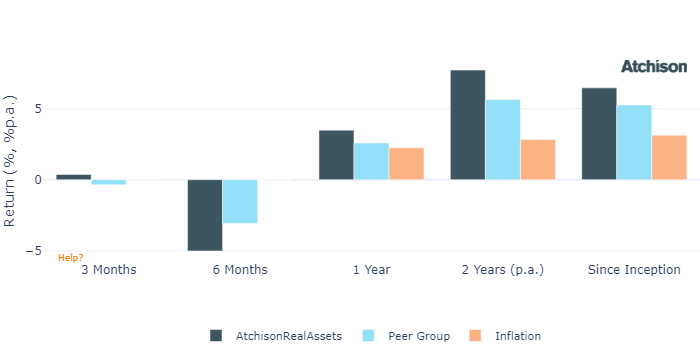 Atchison
Return (%, %p.a.)
5
0
−5
Help?
3 Months
6 Months
1 Year
2 Years (p.a.)
Since Inception
AtchisonRealAssets
Peer Group
Inflation